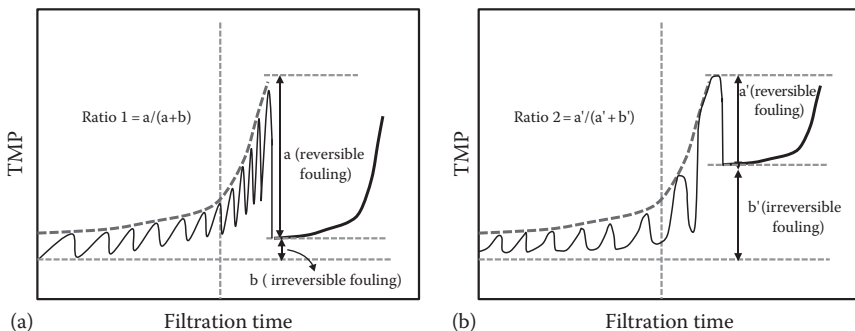 TMP
Ratio 1 = a/(a+b)
a (reversible
fouling)
b ( irreversible fouling)
(a)
Filtration time
TMP
Ratio 2 = a'/(a' + b')
a'(reversible
fouling)
b' (irreversible
fouling)
(b)
Filtration time